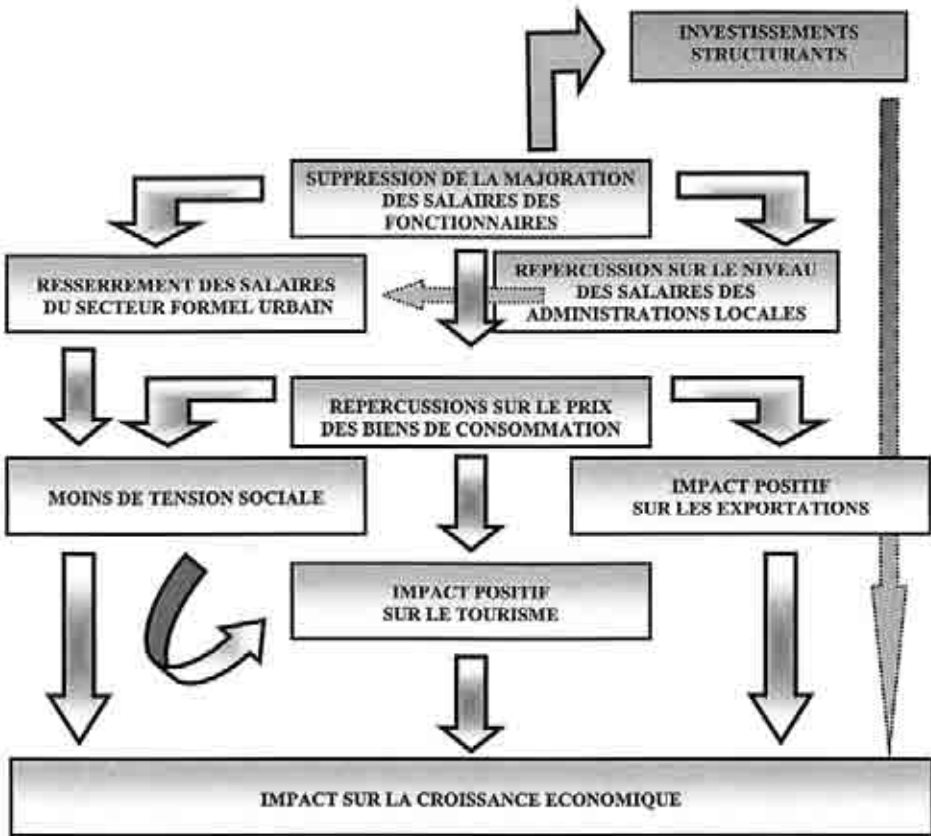 INVESTISSEMENTS
STRUCTURANTS
SUPPRESSION DE LA MAJORATION
DES SALAIRES DES
FONCTIONNAIRES
RESSERREMENT DES SALAIRES
DU SECTEUR FORMEL URBAIN
REPERCUSSION SUR LE NIVEAU
DES SALAIRES DES
ADMINISTRATIONS LOCALES
REPERCUSSIONS SUR LE PRIX
DES BIENS DE CONSOMMATION
MOINS DE TENSION SOCIALE
IMPACT POSITIF
SUR LES EXPORTATIONS
IMPACT POSITIF
SUR LE TOURISME
IMPACT SUR LA CROISSANCE ECONOMIQUE